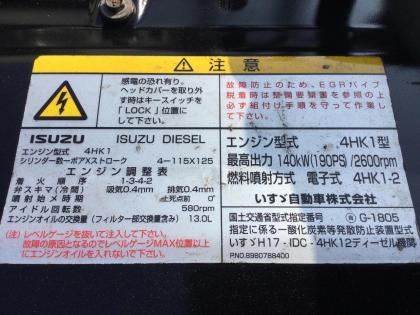 ⚠ 注意
感電の恐れ有り。
ヘッドカバーを取り外
す時はキースイッチを
「LOCK」位置に
して下さい。
故障防止のため、EGRパイプ
脱着時は整備要領書を参照の上
必ず組付け手順を守って作業
して下さい。
ISUZU ISUZU DIESEL
エンジン型式 4HK1
シリンダー数ーボアXストローク 4-115X125
エンジン調整表
着火順序 1-3-4-2
弁スキマ(冷間) 吸気0.4mm 排気0.4mm
噴射始め時期 上死点前 0°
アイドル回転数 580rpm
エンジンオイルの交換量(フィルター部交換量含み) 13.0L
(注)レベルゲージを抜いて注入して下さい。
故障の原因となるのでレベルゲージMAX位置以上
にエンジンオイルを入れないで下さい。
エンジン型式 4HK1型
最高出力 140kW(190PS)/2600rpm
燃料噴射方式 電子式 4HK1-2
いすゞ自動車株式会社
国土交通省型式指定番号 G-1805
指定に係る一酸化炭素等発散防止装置型式
いすゞH17-IDC-4HK12ディーゼル機関
P.NO.8980788400